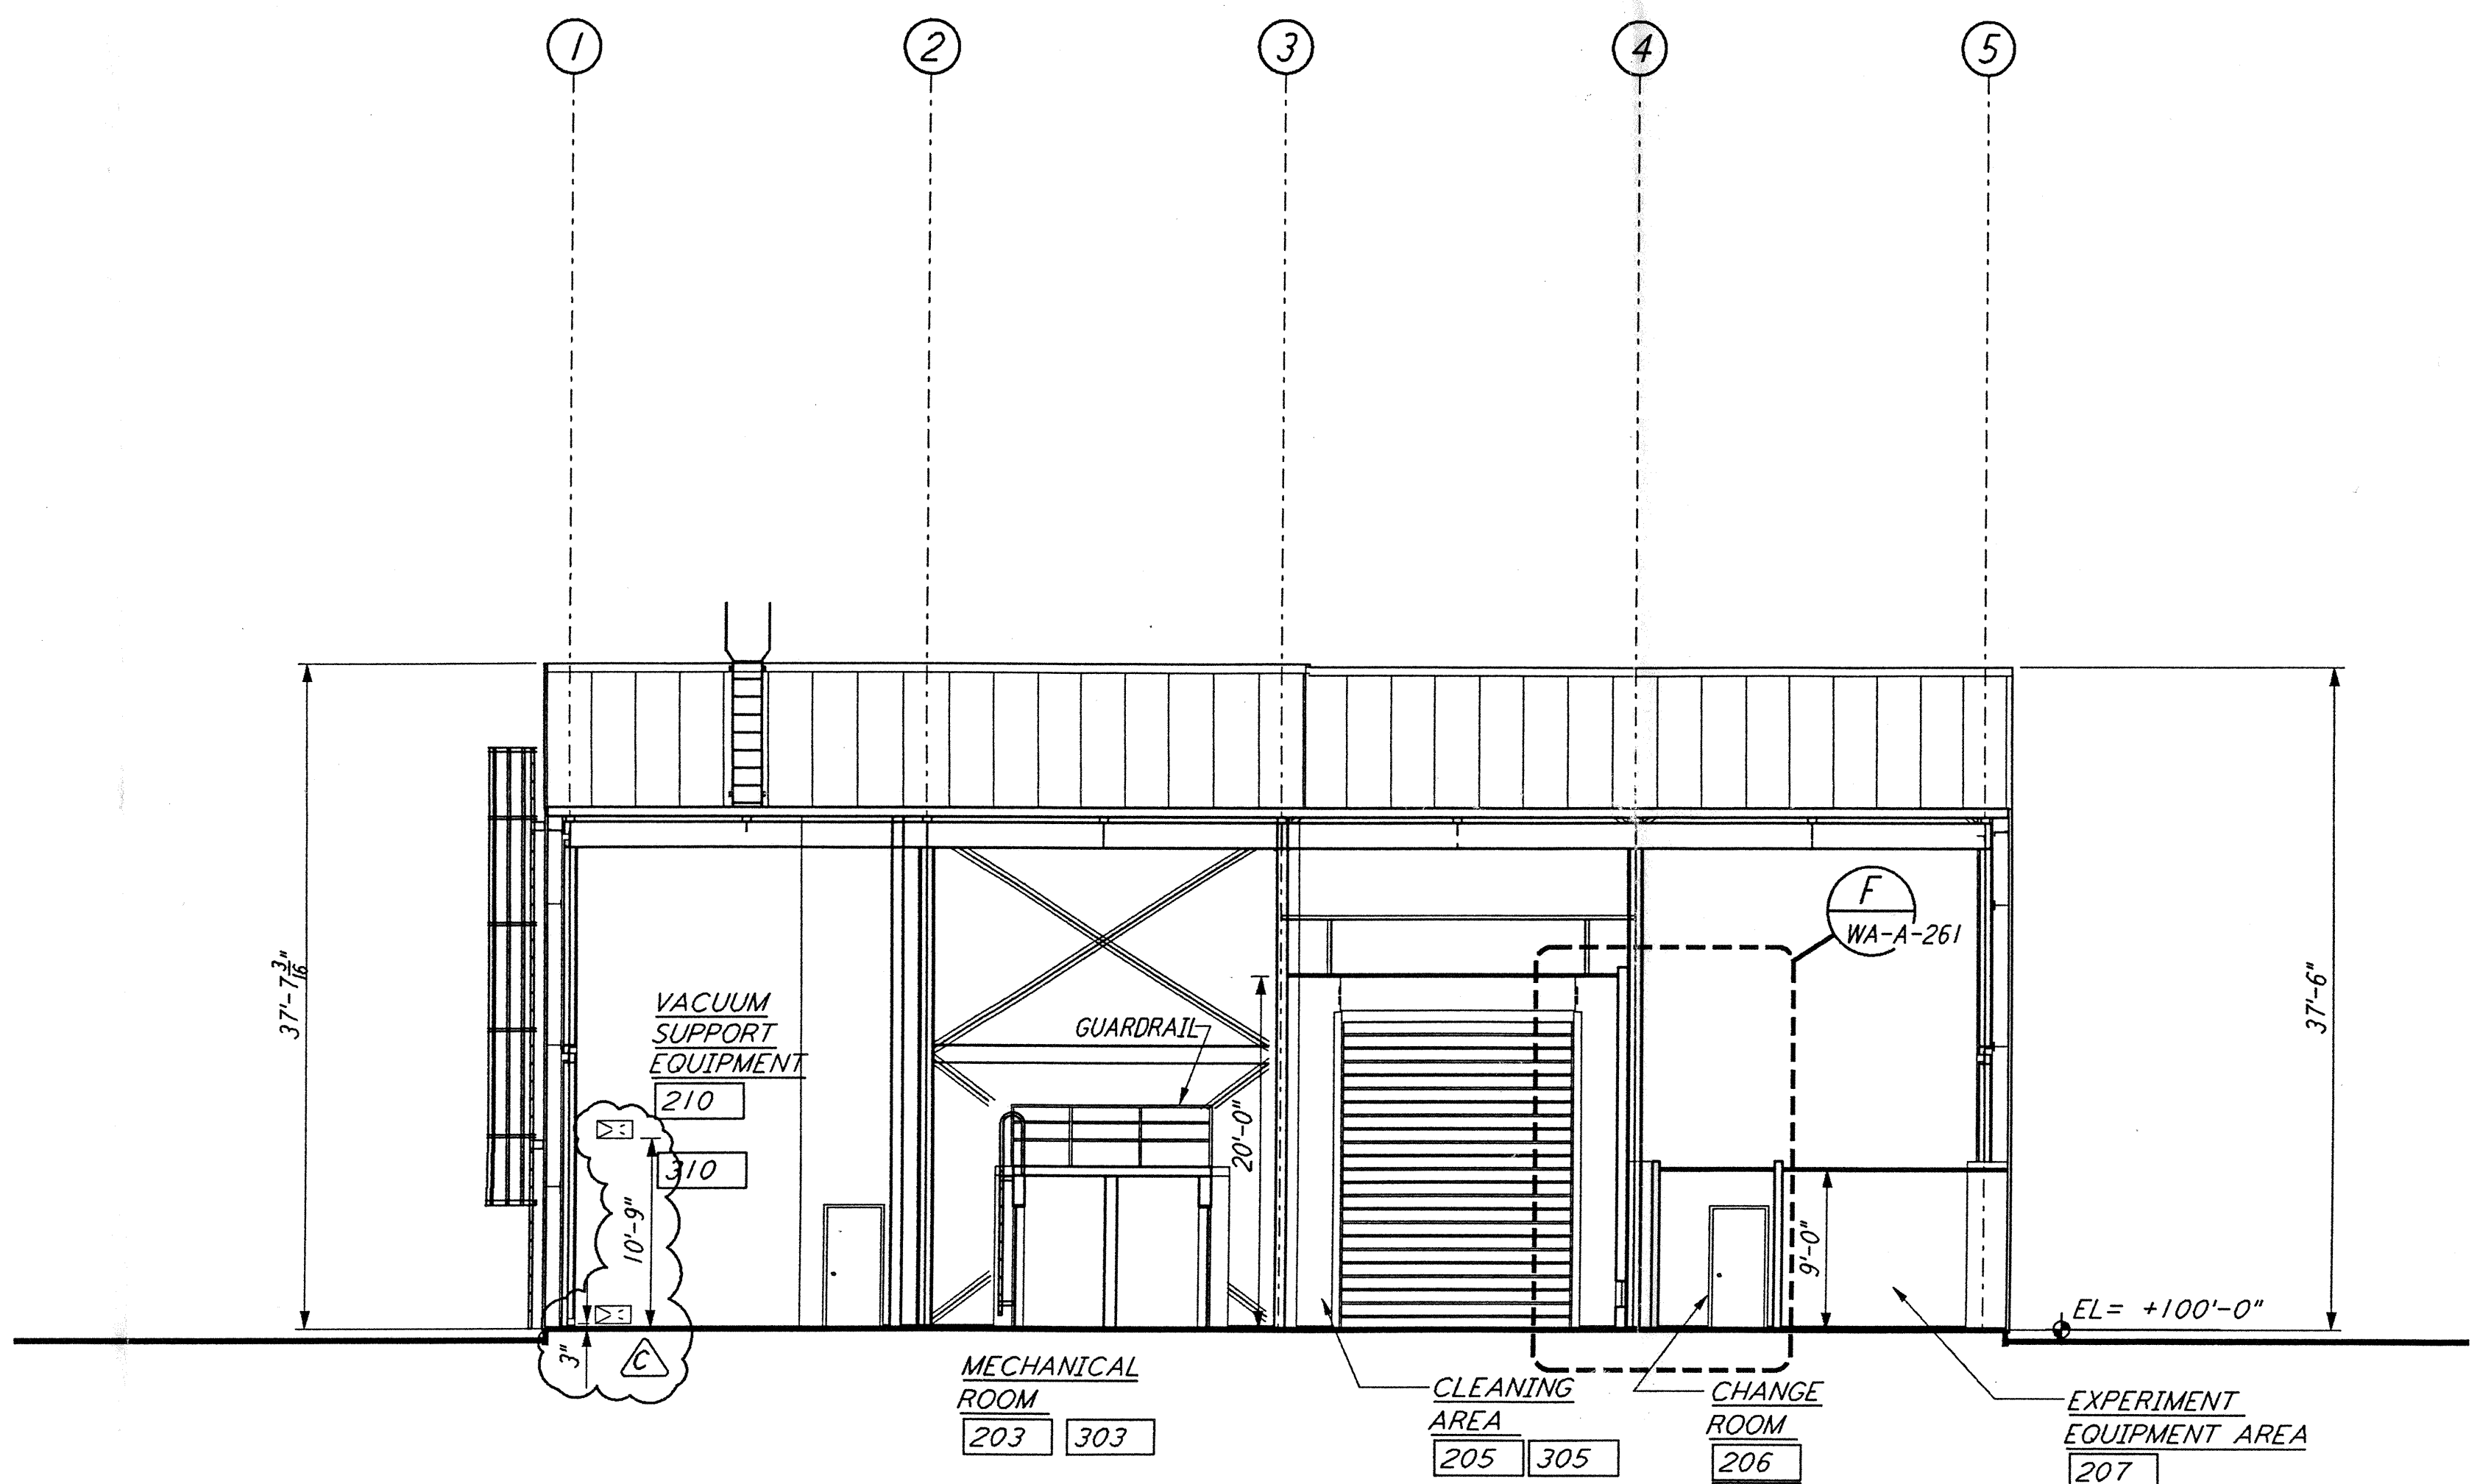 1 2 3 4 5
F
WA-A-261
37'-7 3/16"
37'-6"
VACUUM
SUPPORT
EQUIPMENT
210
310
GUARDRAIL
20'-0"
10'-9"
9'-0"
3"
C
EL= +100'-0"
MECHANICAL
ROOM
203 303
CLEANING
AREA
205 305
CHANGE
ROOM
206
EXPERIMENT
EQUIPMENT AREA
207